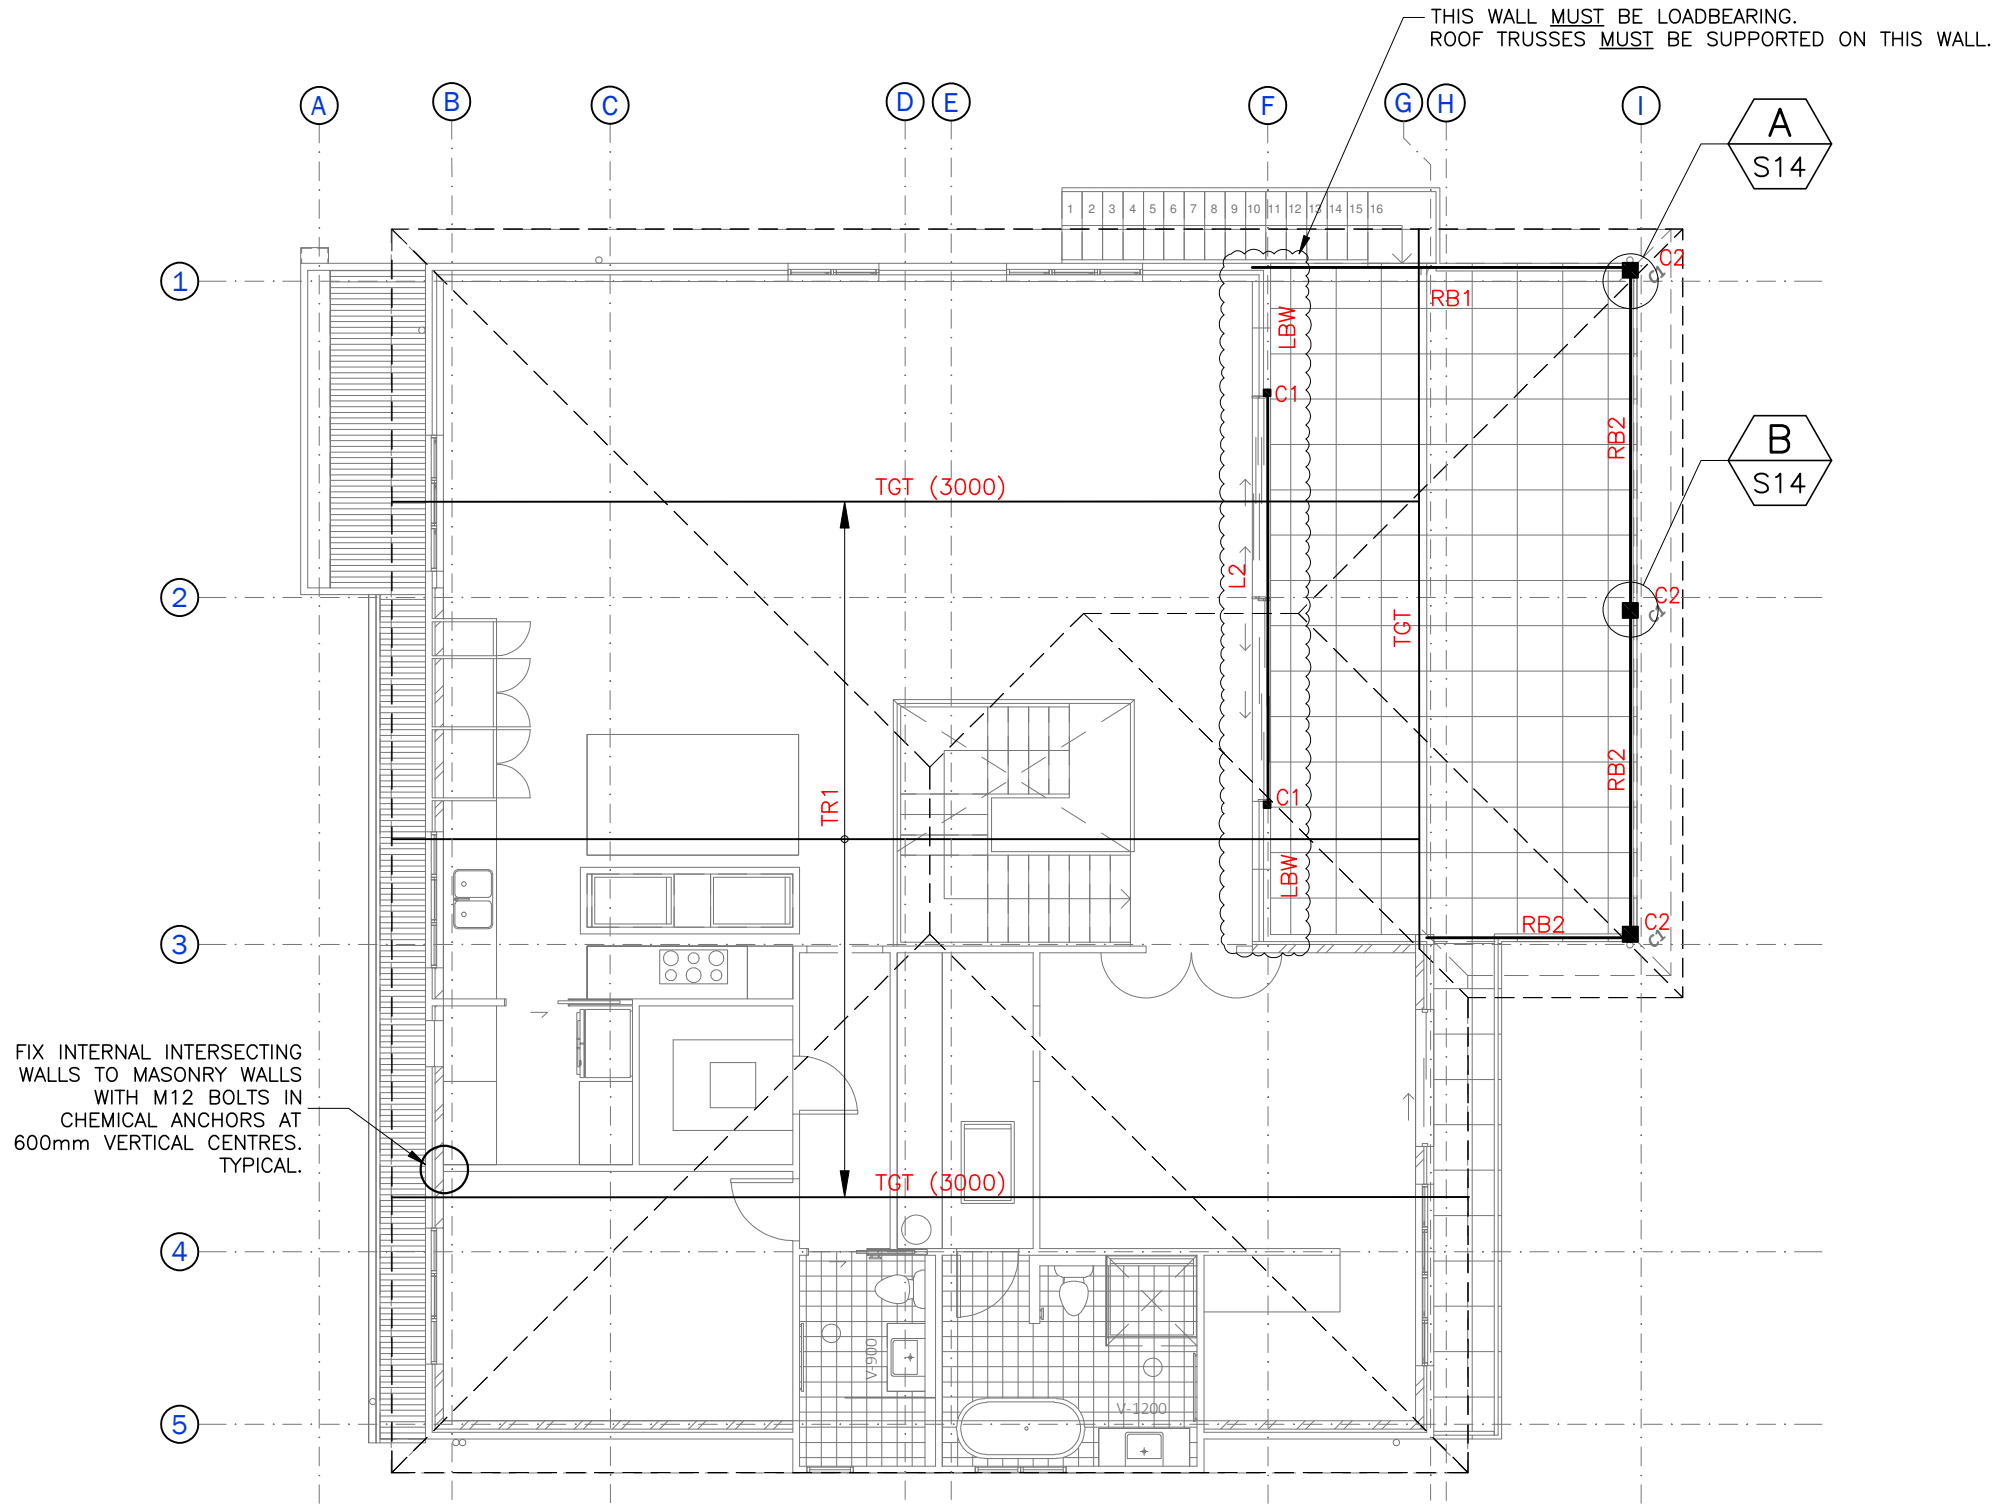 THIS WALL MUST BE LOADBEARING.
ROOF TRUSSES MUST BE SUPPORTED ON THIS WALL.
A
B
C
D
E
F
G
H
I
A
S14
1 2 3 4 5 6 7 8 9 10 11 12 13 14 15 16
1
C2
C1
RB1
LBW
C1
RB2
B
S14
TGT (3000)
2
L2
C2
C1
TGT
RB2
TR1
C1
LBW
3
RB2
C2
C1
FIX INTERNAL INTERSECTING
WALLS TO MASONRY WALLS
WITH M12 BOLTS IN
CHEMICAL ANCHORS AT
600mm VERTICAL CENTRES.
TYPICAL.
TGT (3000)
4
V-900
V-1200
5